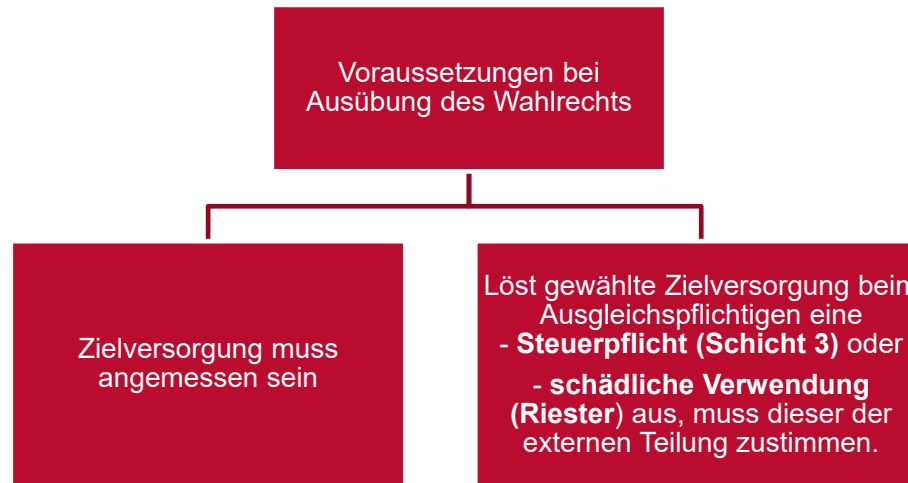 Voraussetzungen bei
Ausübung des Wahlrechts
Zielversorgung muss
angemessen sein
Löst gewählte Zielversorgung beim
Ausgleichspflichtigen eine
- Steuerpflicht (Schicht 3) oder
- schädliche Verwendung
(Riester) aus, muss dieser der
externen Teilung zustimmen.